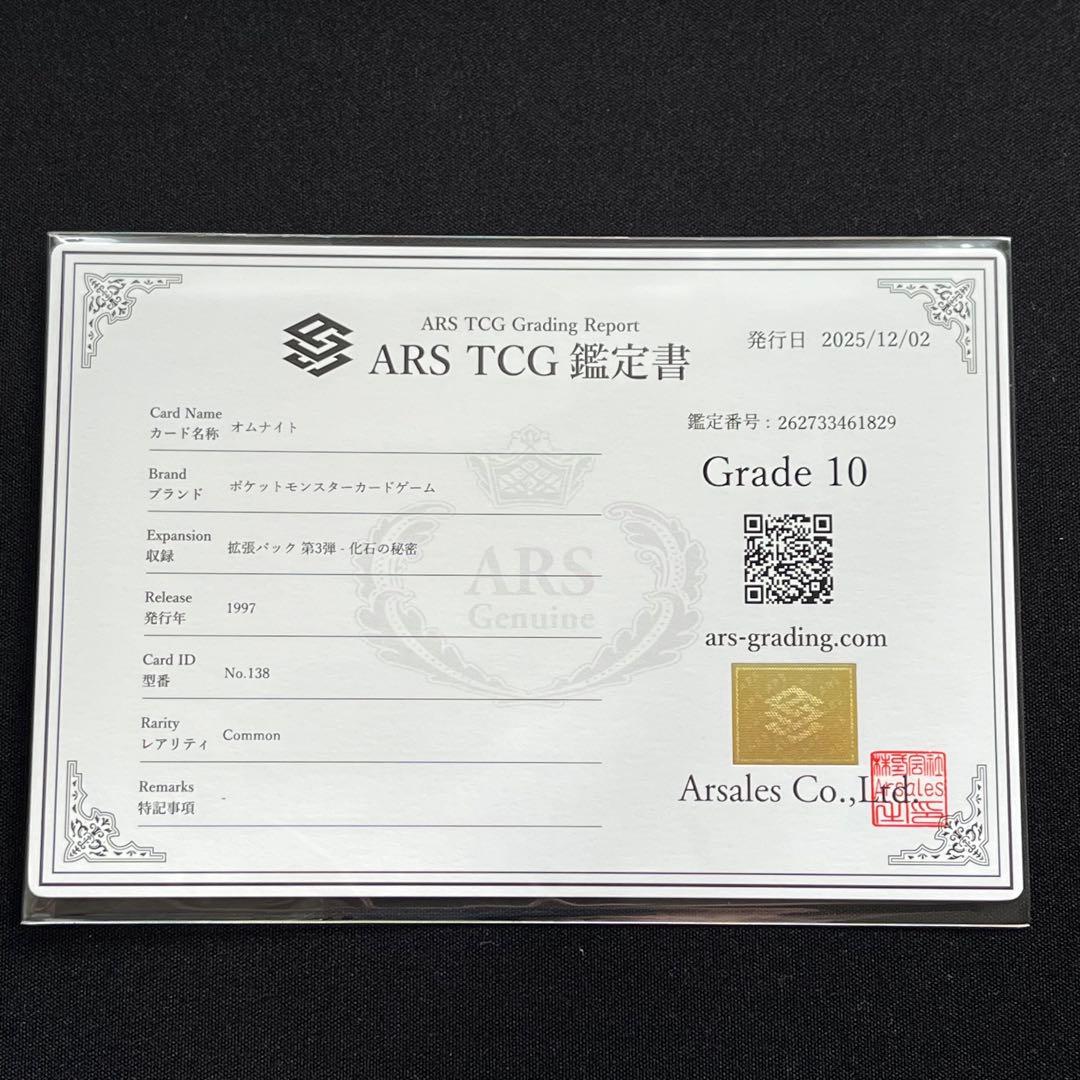 ARS TCG Grading Report
ARS TCG 鑑定書
発行日 2025/12/02
Card Name
カード名称 オムナイト
Brand
ブランド ポケットモンスターカードゲーム
Expansion
収録 拡張パック 第3弾 - 化石の秘密
Release
発行年 1997
Card ID
型番 No.138
Rarity
レアリティ Common
Remarks
特記事項 -
ARS
Genuine
鑑定番号 : 262733461829
Grade 10
ars-grading.com
Arsales Co.,Ltd.
株式会社
Arsales